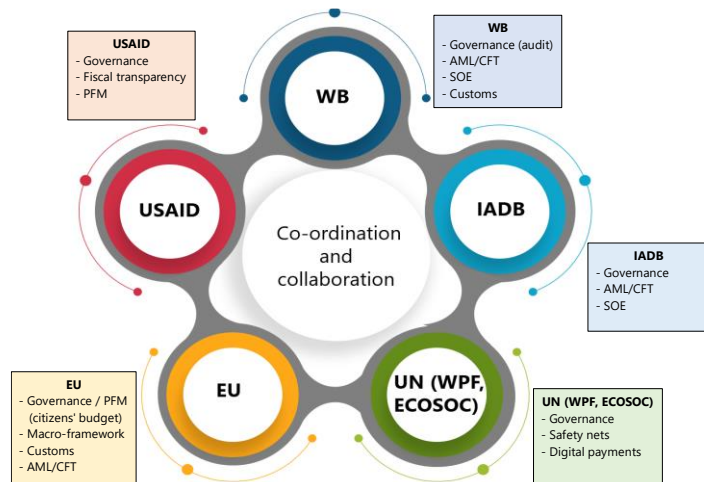 USAID
- Governance
- Fiscal transparency
- PFM
WB
- Governance (audit)
- AML/CFT
- SOE
- Customs
WB
USAID
IADB
Co-ordination
and
collaboration
IADB
- Governance
- AML/CFT
- SOE
EU
UN (WPF,
ECOSOC)
EU
- Governance / PFM
(citizens' budget)
- Macro-framework
- Customs
- AML/CFT
UN (WPF, ECOSOC)
- Governance
- Safety nets
- Digital payments